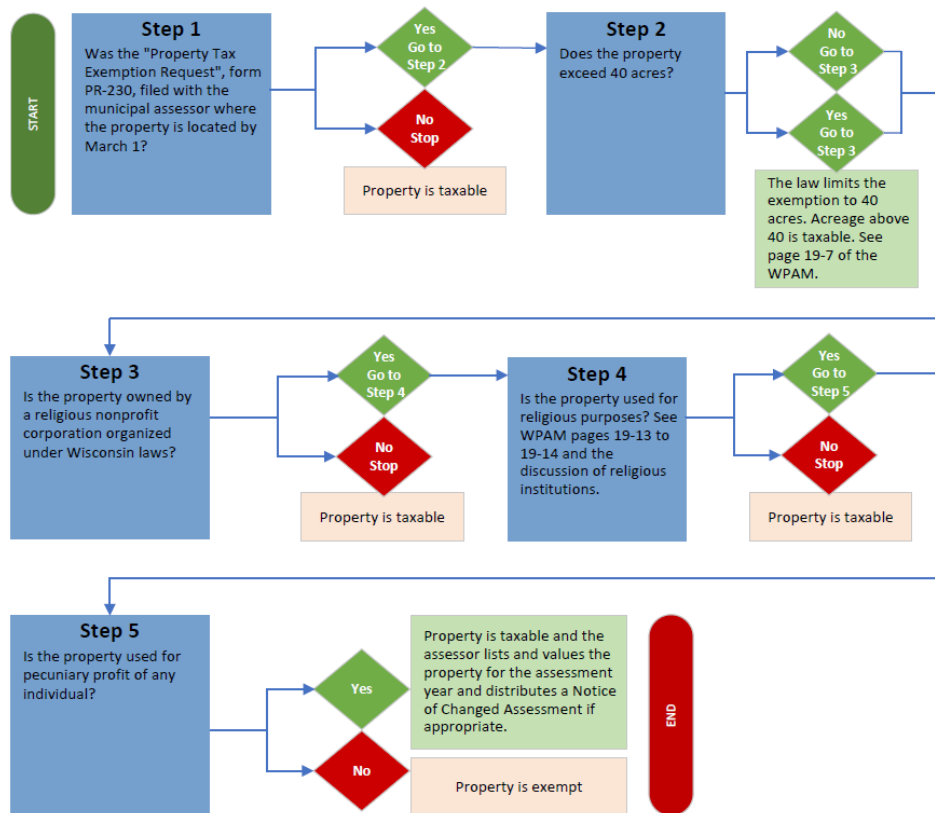 START
Step 1
Was the "Property Tax
Exemption Request", form
PR-230, filed with the
municipal assessor where
the property is located by
March 1?
Yes
Go to
Step 2
No
Stop
Property is taxable
Step 2
Does the property
exceed 40 acres?
No
Go to
Step 3
Yes
Go to
Step 3
The law limits the
exemption to 40
acres. Acreage above
40 is taxable. See
page 19-7 of the
WPAM.
Step 3
Is the property owned by
a religious nonprofit
corporation organized
under Wisconsin laws?
Yes
Go to
Step 4
No
Stop
Property is taxable
Step 4
Is the property used for
religious purposes? See
WPAM pages 19-13 to
19-14 and the
discussion of religious
institutions.
Yes
Go to
Step 5
No
Stop
Property is taxable
Step 5
Is the property used for
pecuniary profit of any
individual?
Yes
Property is taxable and the
assessor lists and values the
property for the assessment
year and distributes a Notice
of Changed Assessment if
appropriate.
No
Property is exempt
END